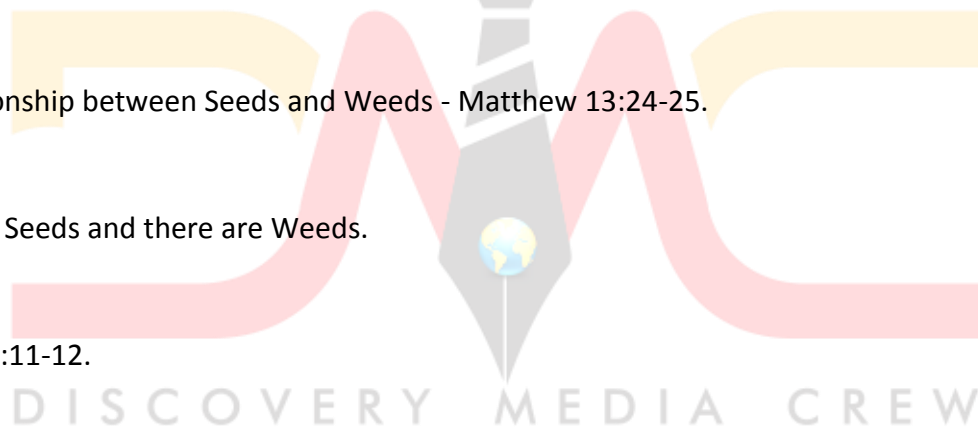 onship between Seeds and Weeds - Matthew 13:24-25.
Seeds and there are Weeds.
:11-12.
DISCOVERY MEDIA CREW